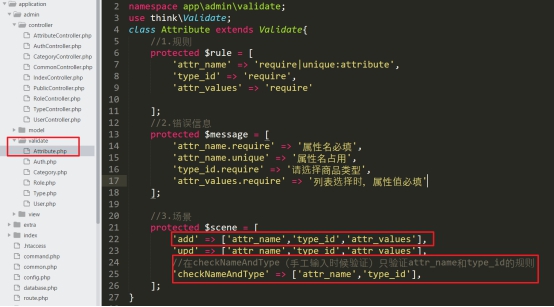 application
admin
controller
AttributeController.php
AuthController.php
CategoryController.php
CommonController.php
IndexController.php
PublicController.php
RoleController.php
TypeController.php
UserController.php
model
validate
Attribute.php
Auth.php
Category.php
Role.php
Type.php
User.php
view
extra
index
.htaccess
command.php
common.php
config.php
database.php
route.php
2 namespace app\admin\validate;
3 use think\Validate;
4 class Attribute extends Validate{
5 //1.规则
6 protected $rule = [
7 'attr_name' => 'require|unique:attribute',
8 'type_id' => 'require',
9 'attr_values' => 'require'
10
11 ];
12 //2.错误信息
13 protected $message = [
14 'attr_name.require' => '属性名必填',
15 'attr_name.unique' => '属性名占用',
16 'type_id.require' => '请选择商品类型',
17 'attr_values.require' => '列表选择时，属性值必填'
18 ];
19
20 //3.场景
21 protected $scene = [
22 'add' => ['attr_name','type_id','attr_values'],
23 'upd' => ['attr_name','type_id','attr_values'],
24 //在checkNameAndType（手工输入时候验证）只验证attr_name和type_id的规则
25 'checkNameAndType' => ['attr_name','type_id'],
26 ];
27 }